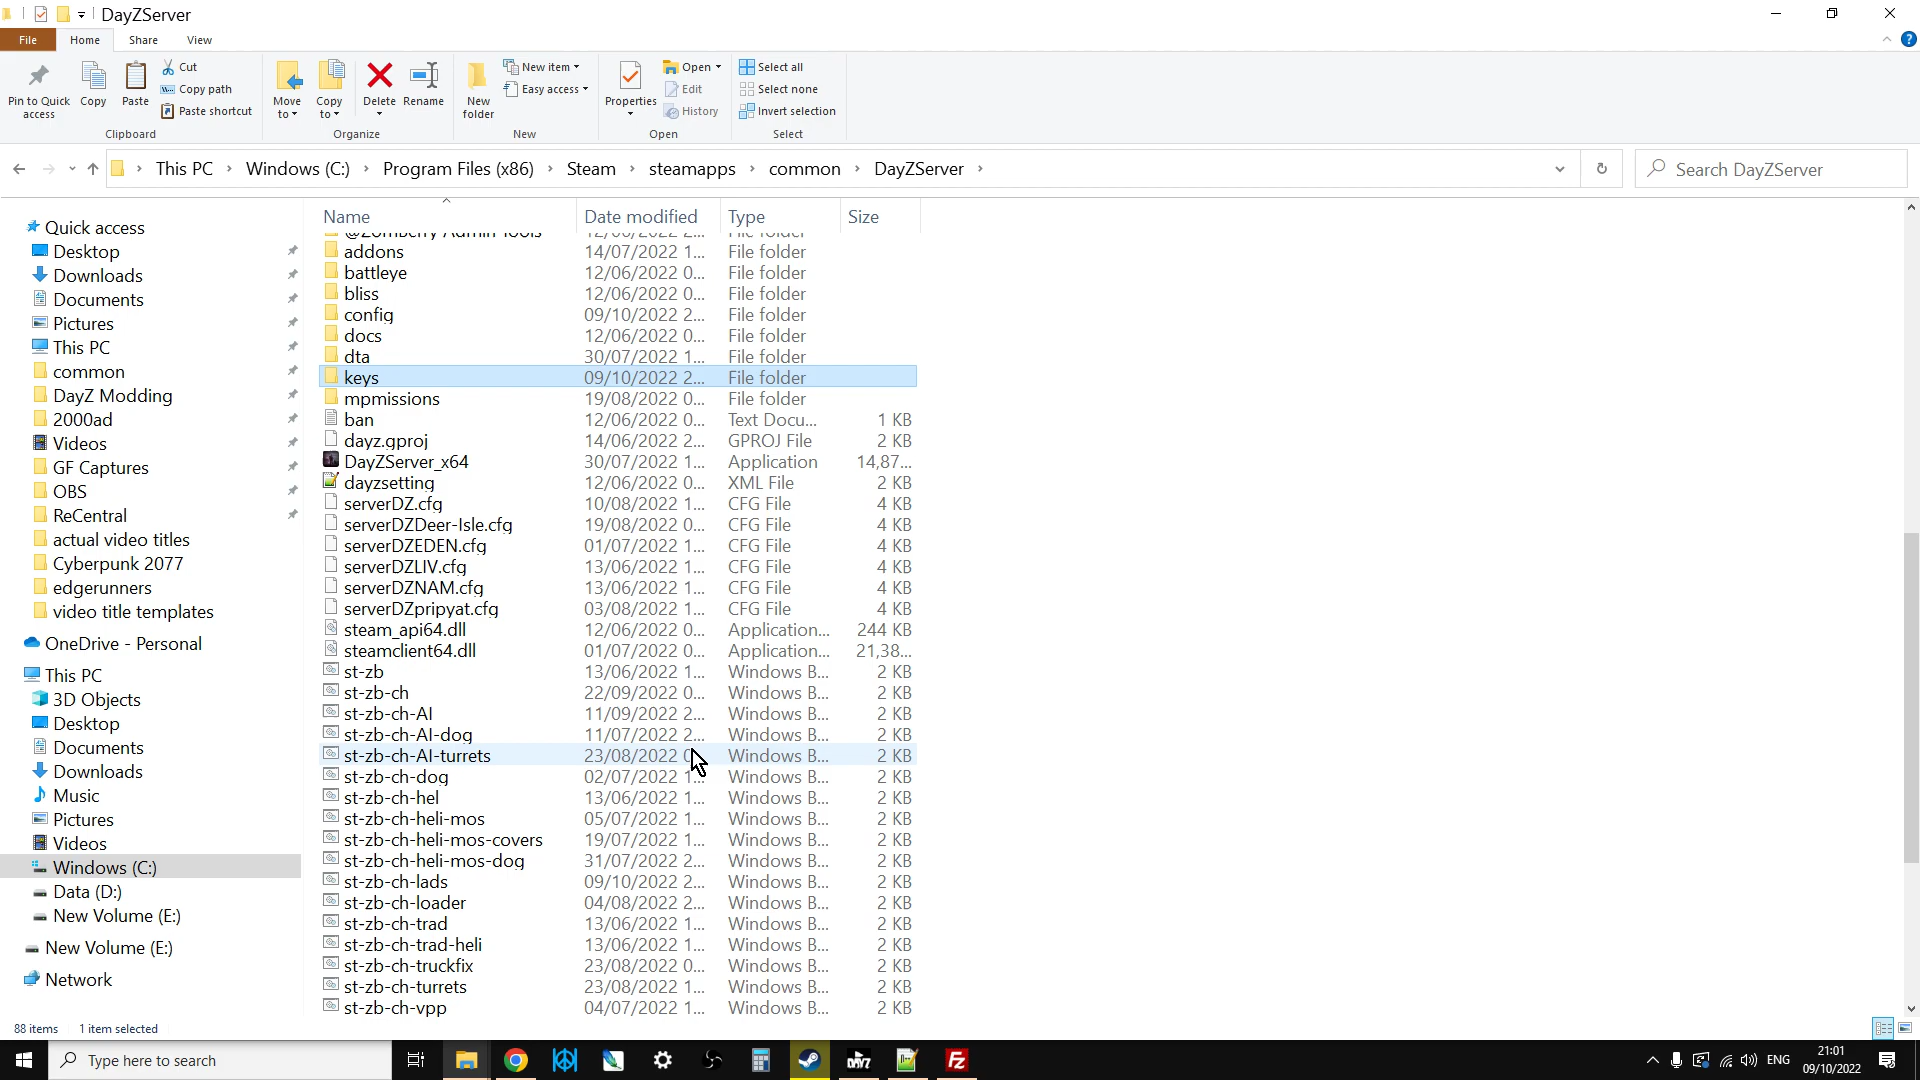 DayZServer
File Home Share View
Pin to Quick access
Copy
Paste
Cut
Copy path
Paste shortcut
Clipboard
Move to
Copy to
Delete
Rename
Organize
New folder
New item
Easy access
New
Properties
Open
Edit
History
Open
Select all
Select none
Invert selection
Select
This PC › Windows (C:) › Program Files (x86) › Steam › steamapps › common › DayZServer ›
Search DayZServer
Quick access
Desktop
Downloads
Documents
Pictures
This PC
common
DayZ Modding
2000ad
Videos
GF Captures
OBS
ReCentral
actual video titles
Cyberpunk 2077
edgerunners
video title templates
OneDrive - Personal
This PC
3D Objects
Desktop
Documents
Downloads
Music
Pictures
Videos
Windows (C:)
Data (D:)
New Volume (E:)
New Volume (E:)
Network
Name Date modified Type Size
addons 14/07/2022 1... File folder
battleye 12/06/2022 0... File folder
bliss 12/06/2022 0... File folder
config 09/10/2022 2... File folder
docs 12/06/2022 0... File folder
dta 30/07/2022 1... File folder
keys 09/10/2022 2... File folder
mpmissions 19/08/2022 0... File folder
ban 12/06/2022 0... Text Docu... 1 KB
dayz.gproj 14/06/2022 2... GPROJ File 2 KB
DayZServer_x64 30/07/2022 1... Application 14,87...
dayzsetting 12/06/2022 0... XML File 2 KB
serverDZ.cfg 10/08/2022 1... CFG File 4 KB
serverDZDeer-Isle.cfg 19/08/2022 0... CFG File 4 KB
serverDZEDEN.cfg 01/07/2022 1... CFG File 4 KB
serverDZLIV.cfg 13/06/2022 1... CFG File 4 KB
serverDZNAM.cfg 13/06/2022 1... CFG File 4 KB
serverDZpripyat.cfg 03/08/2022 1... CFG File 4 KB
steam_api64.dll 12/06/2022 0... Application... 244 KB
steamclient64.dll 01/07/2022 0... Application... 21,38...
st-zb 13/06/2022 1... Windows B... 2 KB
st-zb-ch 22/09/2022 0... Windows B... 2 KB
st-zb-ch-AI 11/09/2022 2... Windows B... 2 KB
st-zb-ch-AI-dog 11/07/2022 2... Windows B... 2 KB
st-zb-ch-AI-turrets 23/08/2022 0... Windows B... 2 KB
st-zb-ch-dog 02/07/2022 1... Windows B... 2 KB
st-zb-ch-hel 13/06/2022 1... Windows B... 2 KB
st-zb-ch-heli-mos 05/07/2022 1... Windows B... 2 KB
st-zb-ch-heli-mos-covers 19/07/2022 1... Windows B... 2 KB
st-zb-ch-heli-mos-dog 31/07/2022 2... Windows B... 2 KB
st-zb-ch-lads 09/10/2022 2... Windows B... 2 KB
st-zb-ch-loader 04/08/2022 2... Windows B... 2 KB
st-zb-ch-trad 13/06/2022 1... Windows B... 2 KB
st-zb-ch-trad-heli 13/06/2022 1... Windows B... 2 KB
st-zb-ch-truckfix 23/08/2022 0... Windows B... 2 KB
st-zb-ch-turrets 23/08/2022 1... Windows B... 2 KB
st-zb-ch-vpp 04/07/2022 1... Windows B... 2 KB
88 items 1 item selected
Type here to search
DAYZ
ENG
21:01
09/10/2022